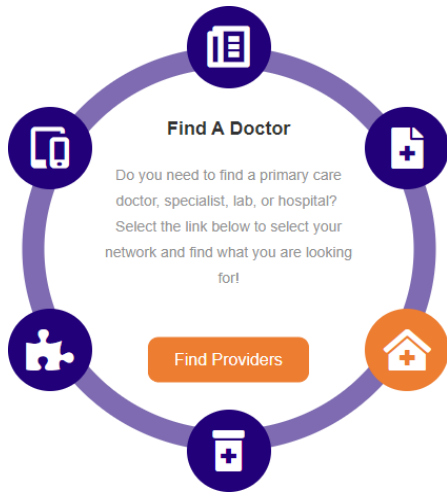 Find A Doctor
Do you need to find a primary care
doctor, specialist, lab, or hospital?
Select the link below to select your
network and find what you are looking
for!
Find Providers